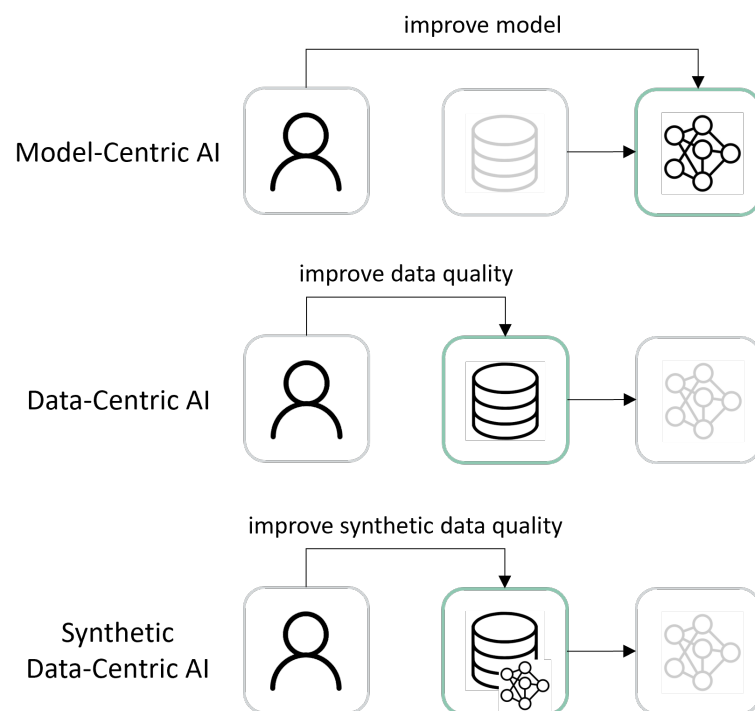 improve model
Model-Centric AI
improve data quality
Data-Centric AI
improve synthetic data quality
Synthetic
Data-Centric AI